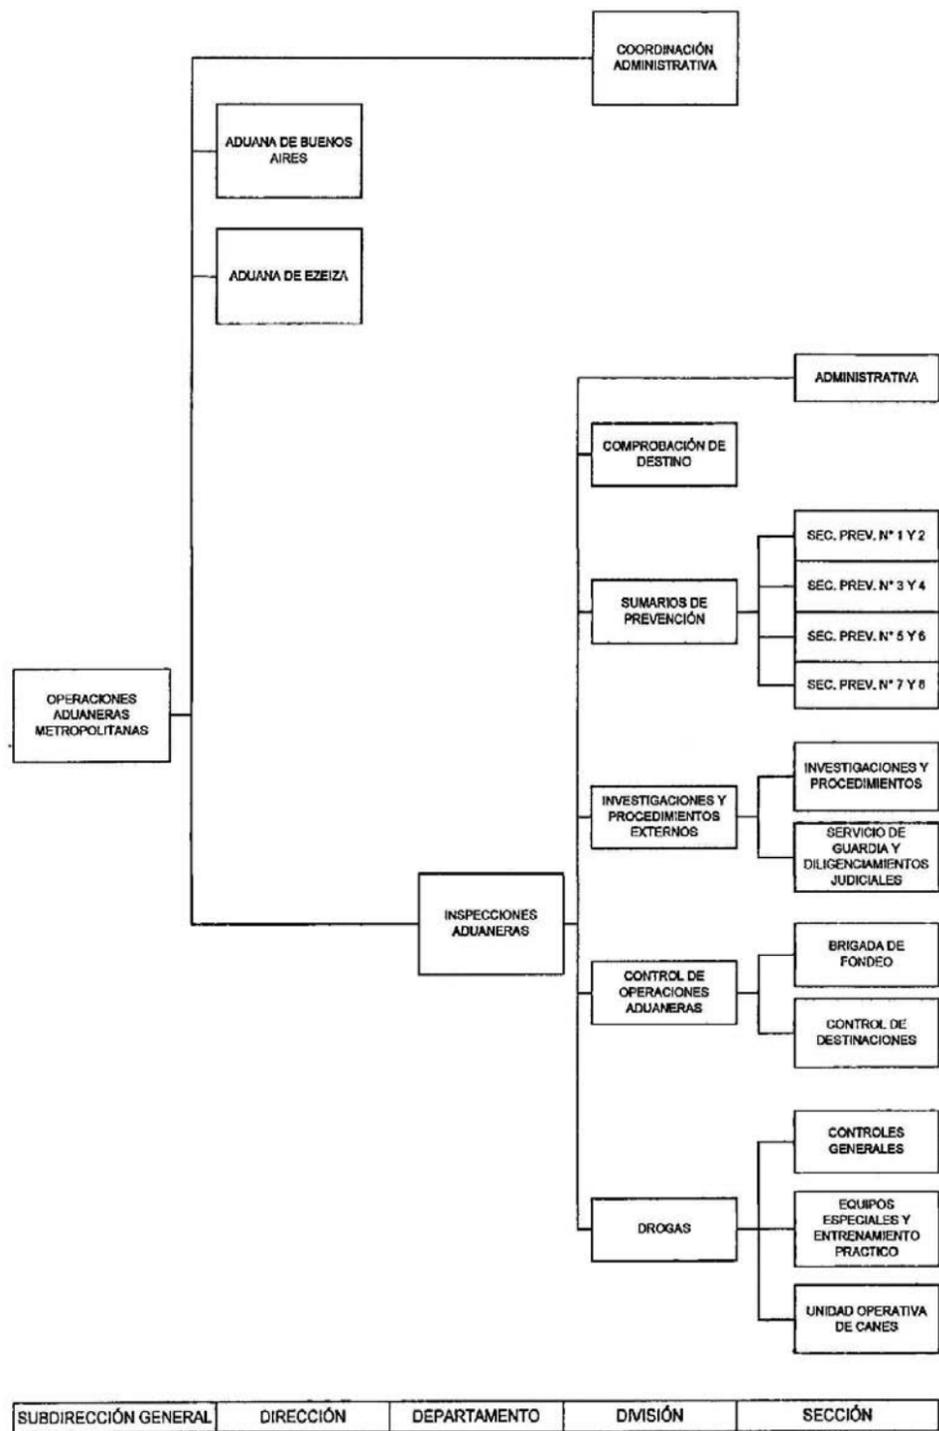 COORDINACIÓN
ADMINISTRATIVA
ADUANA DE BUENOS
AIRES
ADUANA DE EZEIZA
ADMINISTRATIVA
COMPROBACIÓN DE
DESTINO
SEC. PREV. N° 1 Y 2
SEC. PREV. N° 3 Y 4
SUMARIOS DE
PREVENCIÓN
SEC. PREV. N° 5 Y 6
SEC. PREV. N° 7 Y 8
OPERACIONES
ADUANERAS
METROPOLITANAS
INVESTIGACIONES Y
PROCEDIMIENTOS
INVESTIGACIONES Y
PROCEDIMIENTOS
EXTERNOS
SERVICIO DE
GUARDIA Y
DILIGENCIAMIENTOS
JUDICIALES
INSPECCIONES
ADUANERAS
BRIGADA DE
FONDEO
CONTROL DE
OPERACIONES
ADUANERAS
CONTROL DE
DESTINACIONES
CONTROLES
GENERALES
DROGAS
EQUIPOS
ESPECIALES Y
ENTRENAMIENTO
PRACTICO
UNIDAD OPERATIVA
DE CANES
SUBDIRECCIÓN GENERAL DIRECCIÓN DEPARTAMENTO DIVISIÓN SECCIÓN